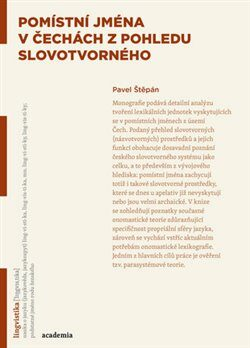 POMÍSTNÍ JMÉNA
V ČECHÁCH Z POHLEDU
SLOVOTVORNÉHO
Pavel Štěpán
Monografie podává detailní analýzu
tvoření lexikálních jednotek vyskytujících
se v pomístních jménech z území
Čech. Podaný přehled slovotvorných
(názvotvorných) prostředků a jejich
funkcí obohacuje dosavadní poznání
českého slovotvorného systému jako
celku, a to především z vývojového
hlediska; pomístní jména zachycují
totiž i takové slovotvorné prostředky,
které se dnes u apelativ již nevyskytují
nebo jsou velmi archaické. V knize
se zohledňují poznatky současné
onomastické teorie zdůrazňující
specifičnost propriální sféry jazyka,
zároveň se vychází vstříc aktuálním
potřebám onomastické lexikografie.
Jedním z hlavních cílů práce je ověření
tzv. parasystémové teorie.
lingvistika
academia